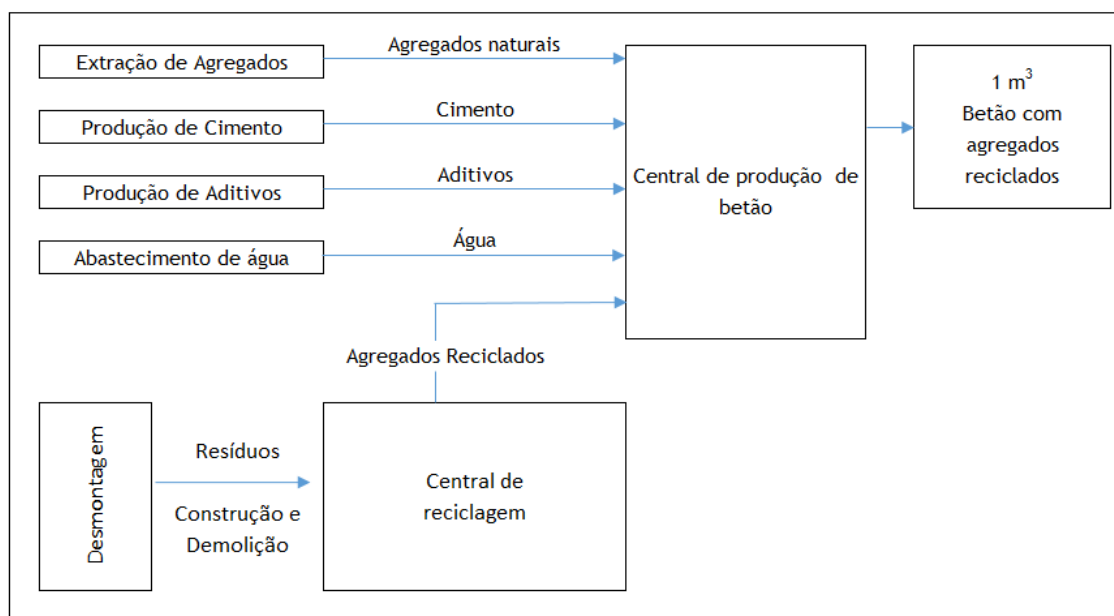 Extração de Agregados
Agregados naturais
Produção de Cimento
Cimento
Produção de Aditivos
Aditivos
Abastecimento de água
Água
Central de produção de
betão
1 m³
Betão com
agregados
reciclados
Agregados Reciclados
Desmontagem
Resíduos
Construção e
Demolição
Central de
reciclagem